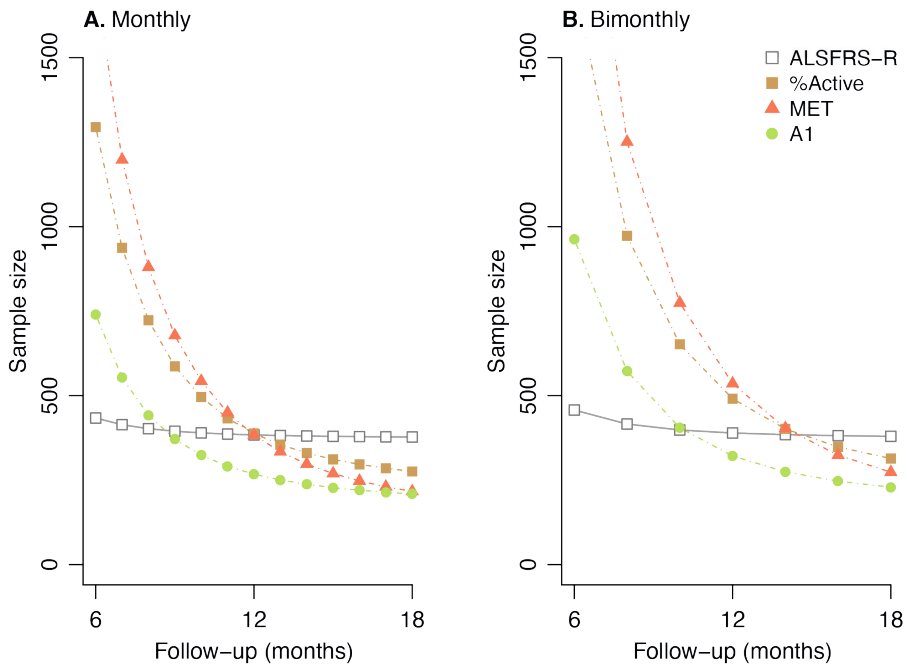 A. Monthly
Sample size
1500
1000
500
0
6
12
18
Follow−up (months)
B. Bimonthly
ALSFRS−R
%Active
MET
A1
Sample size
1500
1000
500
0
6
12
18
Follow−up (months)